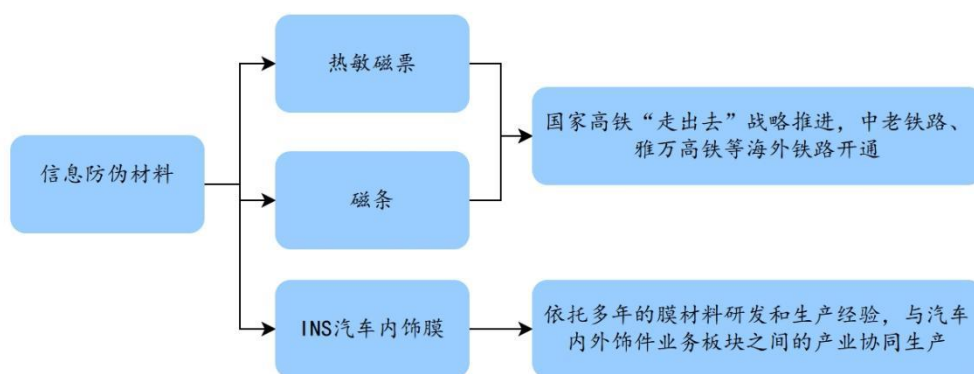 热敏磁票
国家高铁“走出去”战略推进，中老铁路、
雅万高铁等海外铁路开通
信息防伪材料
磁条
INS汽车内饰膜
依托多年的膜材料研发和生产经验，与汽车
内外饰件业务板块之间的产业协同生产